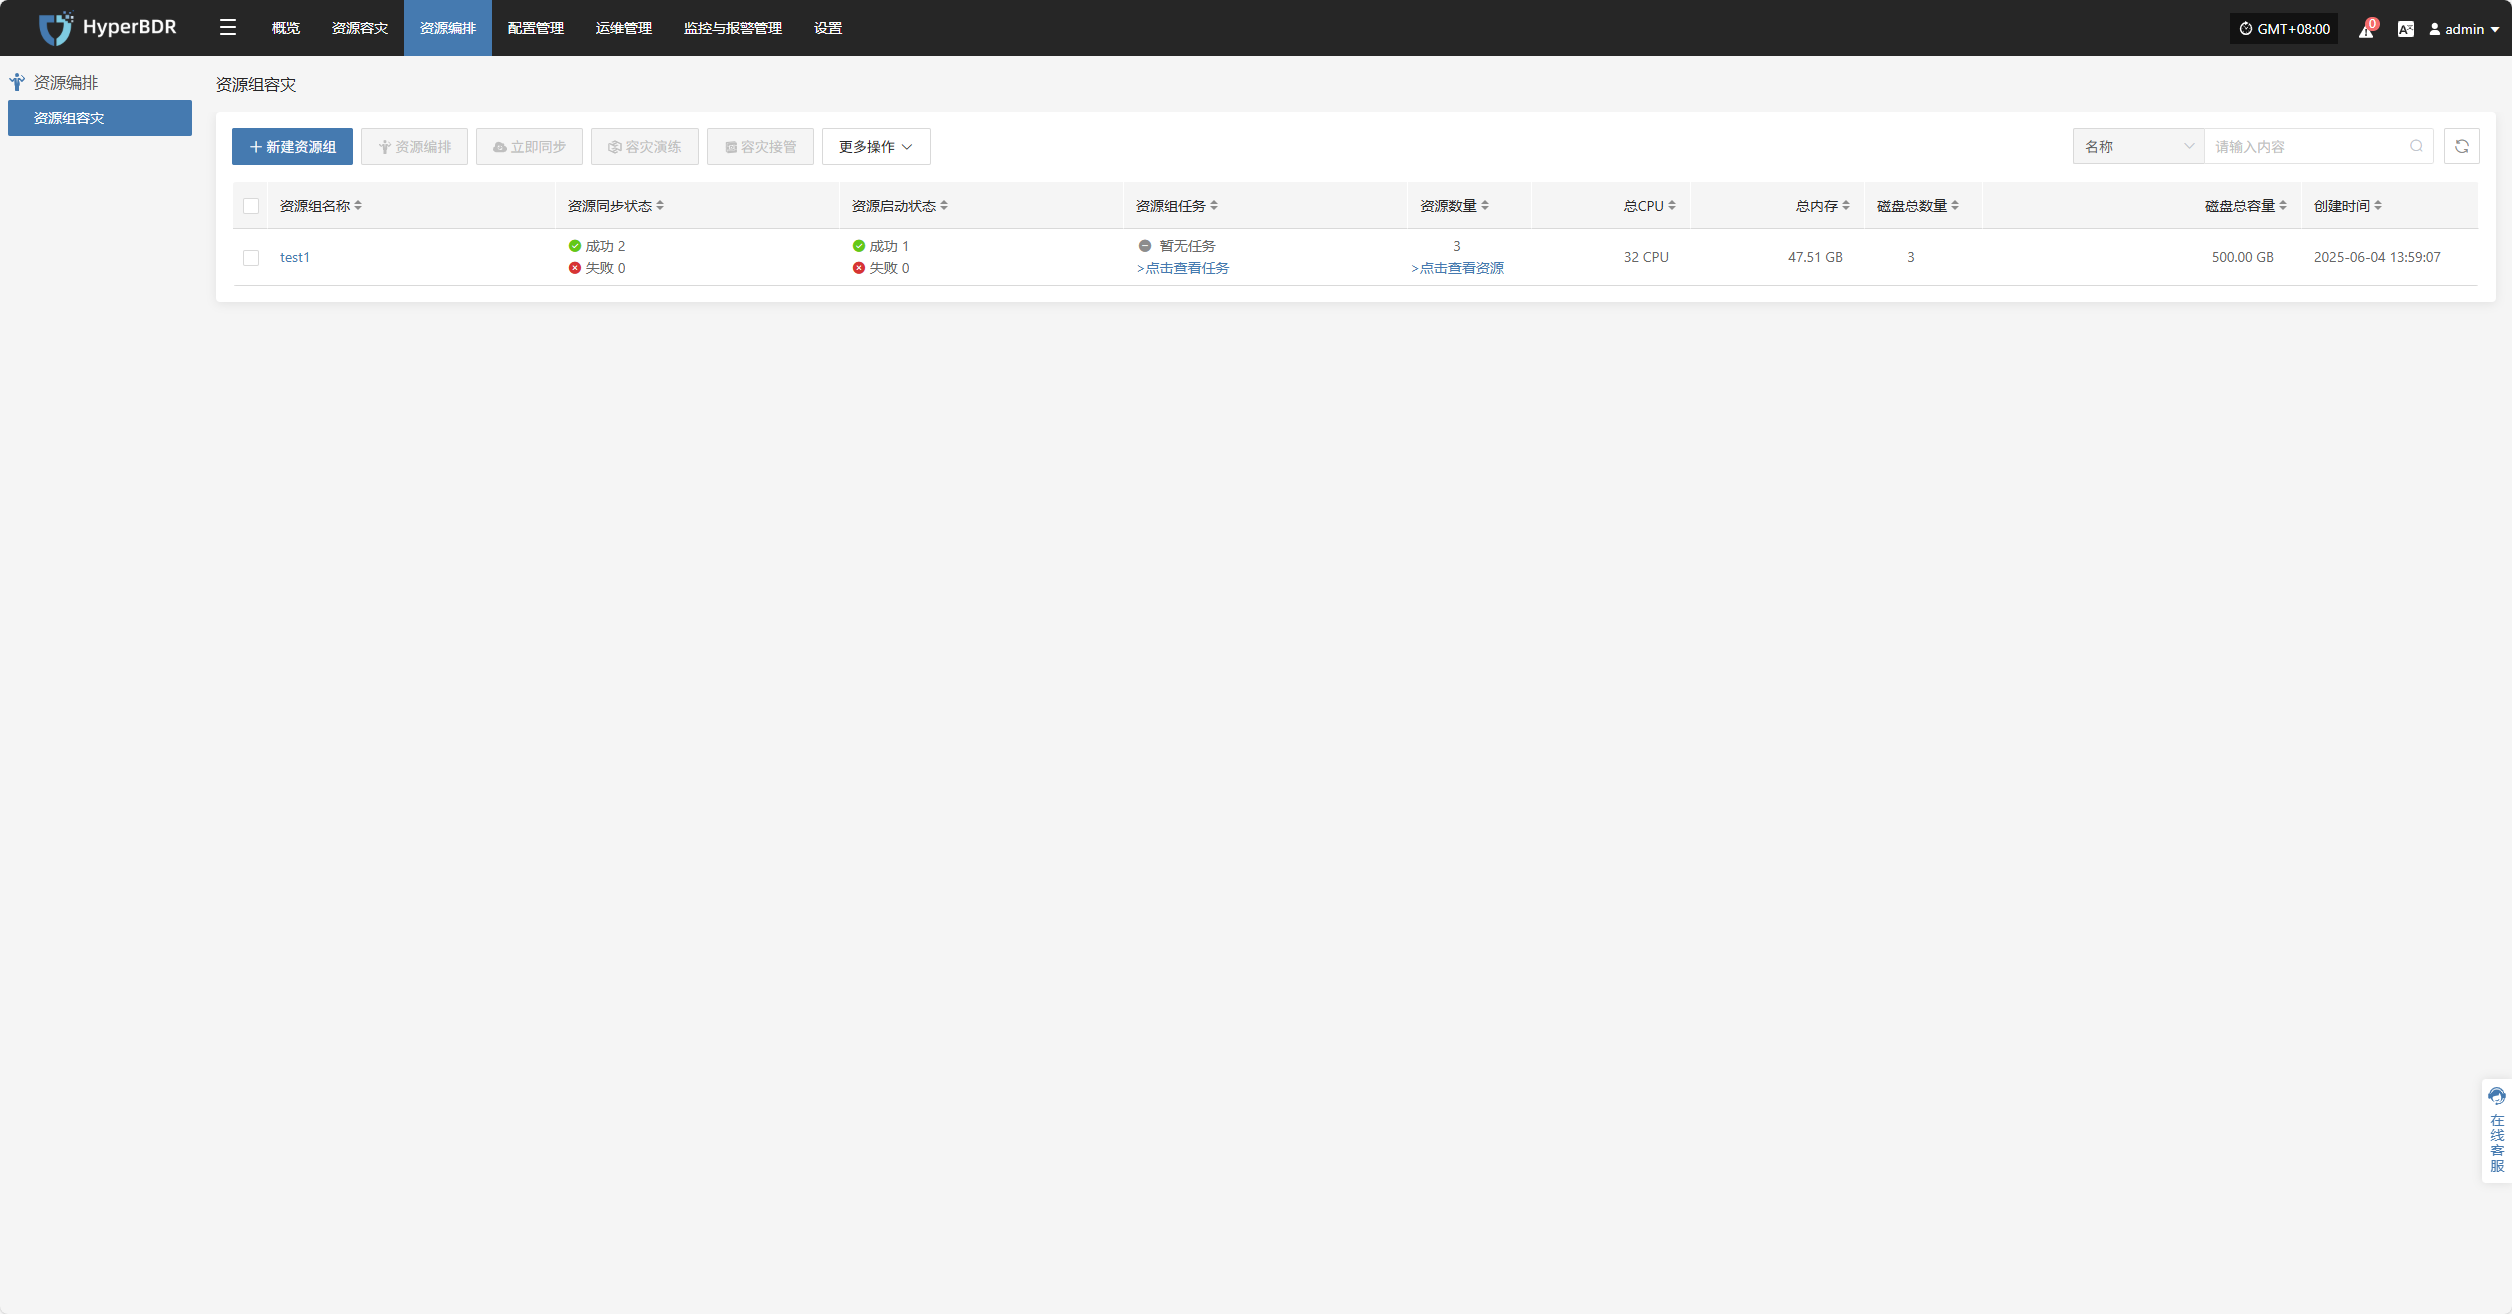 HyperBDR
概览 资源容灾 资源编排 配置管理 运维管理 监控与报警管理 设置
GMT+08:00 0 admin
资源编排
资源组容灾
资源组容灾
新建资源组 资源编排 立即同步 容灾演练 容灾接管 更多操作
名称 请输入内容
资源组名称 资源同步状态 资源启动状态 资源组任务 资源数量 总CPU 总内存 磁盘总数量 磁盘总容量 创建时间
test1 成功 2 成功 1 暂无任务 3 32 CPU 47.51 GB 3 500.00 GB 2025-06-04 13:59:07
失败 0 失败 0 >点击查看任务 >点击查看资源
在线客服